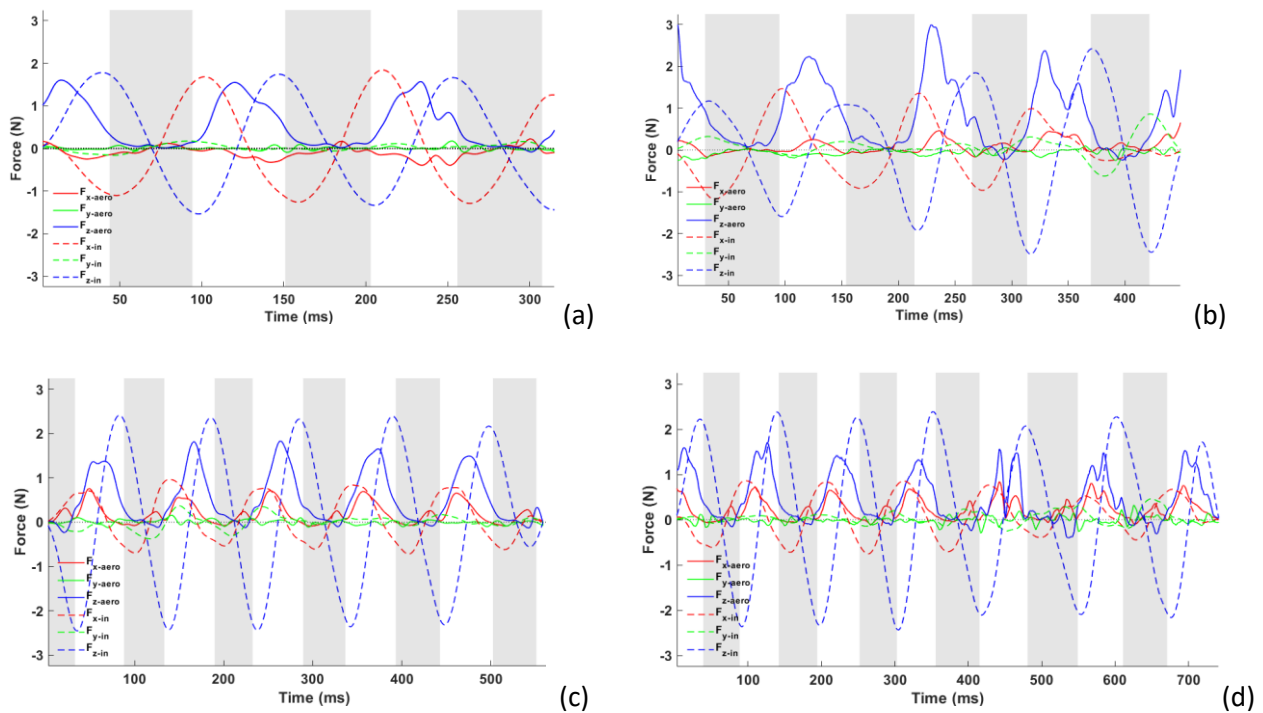 3
2
1
0
-1
-2
-3
Force (N)
F x-aero
F y-aero
F z-aero
F x-in
F y-in
F z-in
50 100 150 200 250 300
Time (ms)
(a)
3
2
1
0
-1
-2
-3
Force (N)
F x-aero
F y-aero
F z-aero
F x-in
F y-in
F z-in
50 100 150 200 250 300 350 400
Time (ms)
(b)
3
2
1
0
-1
-2
-3
Force (N)
F x-aero
F y-aero
F z-aero
F x-in
F y-in
F z-in
100 200 300 400 500
Time (ms)
(c)
3
2
1
0
-1
-2
-3
Force (N)
F x-aero
F y-aero
F z-aero
F x-in
F y-in
F z-in
100 200 300 400 500 600 700
Time (ms)
(d)